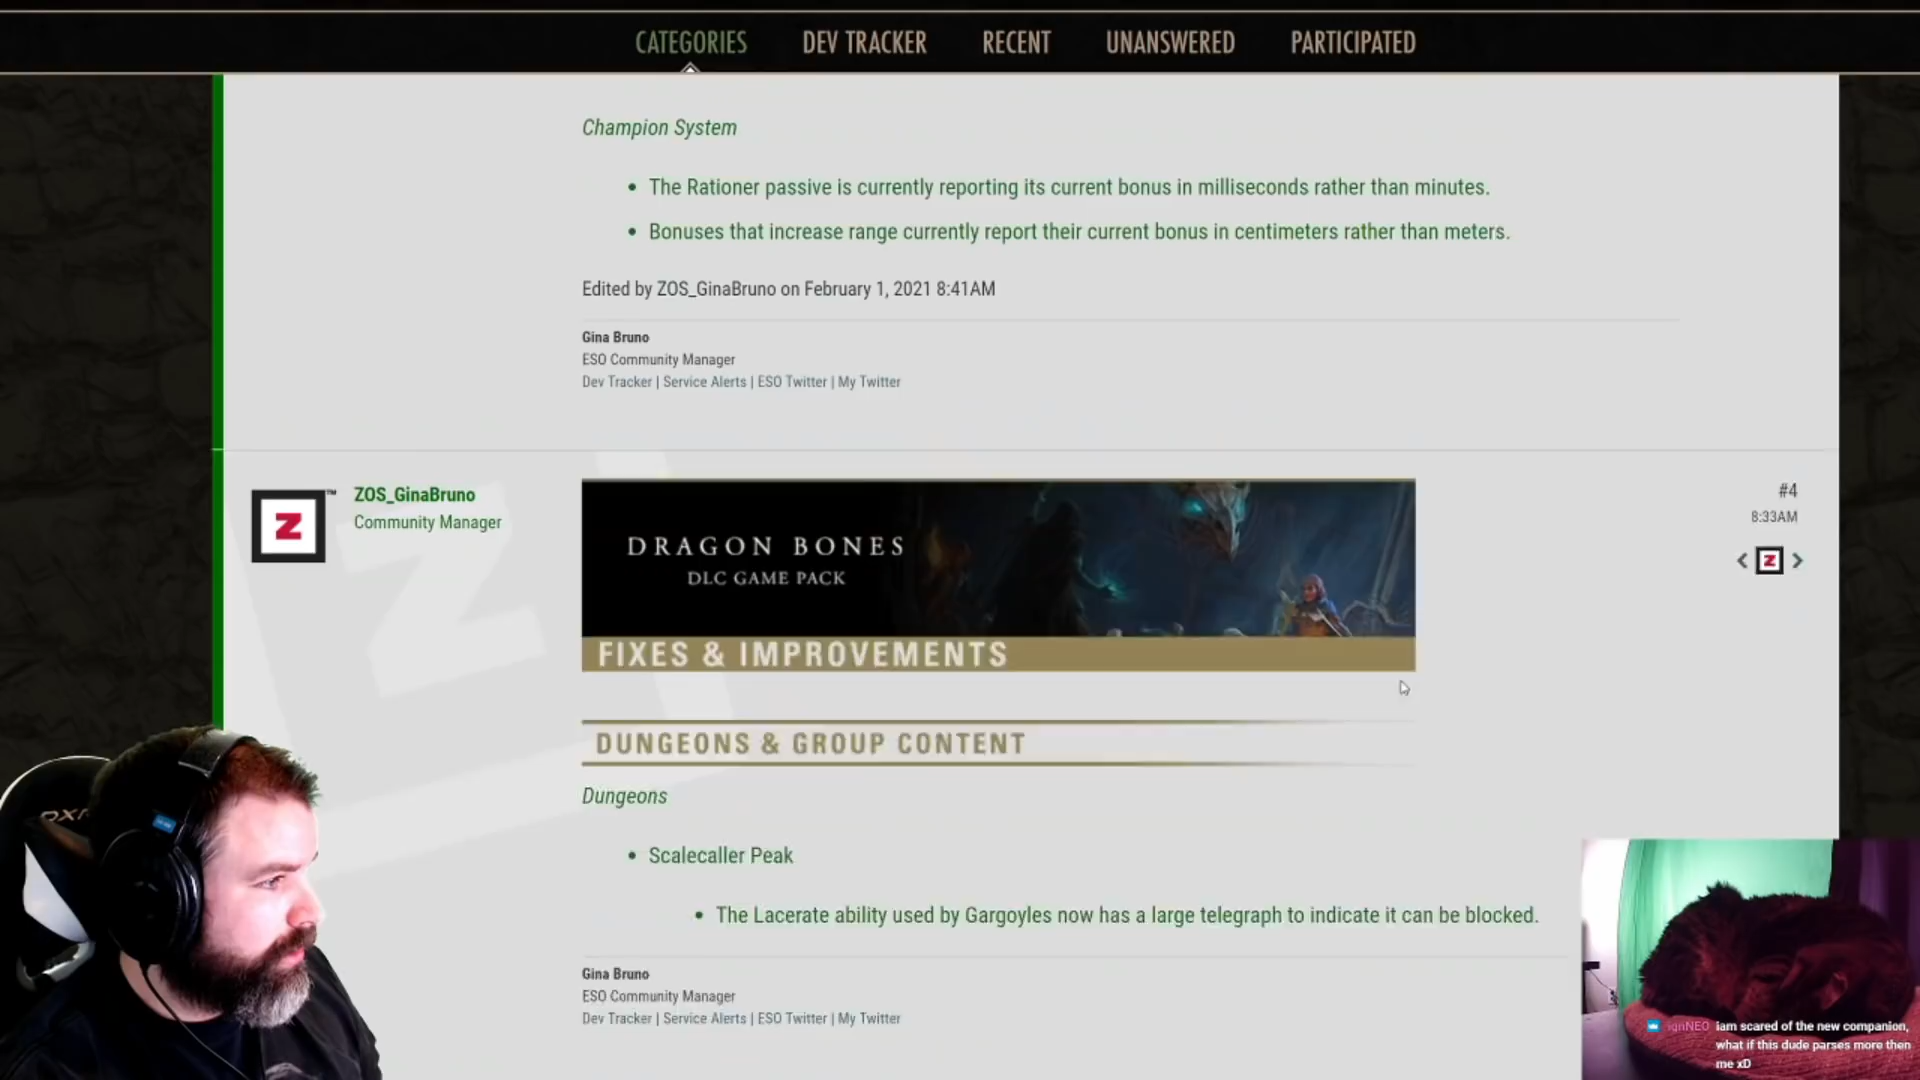 CATEGORIES DEV TRACKER RECENT UNANSWERED PARTICIPATED
Champion System
• The Rationer passive is currently reporting its current bonus in milliseconds rather than minutes.
• Bonuses that increase range currently report their current bonus in centimeters rather than meters.
Edited by ZOS_GinaBruno on February 1, 2021 8:41AM
Gina Bruno
ESO Community Manager
Dev Tracker | Service Alerts | ESO Twitter | My Twitter
Z
™
ZOS_GinaBruno
Community Manager
DRAGON BONES
DLC GAME PACK
FIXES & IMPROVEMENTS
#4
8:33AM
< Z >
DUNGEONS & GROUP CONTENT
Dungeons
• Scalecaller Peak
• The Lacerate ability used by Gargoyles now has a large telegraph to indicate it can be blocked.
Gina Bruno
ESO Community Manager
Dev Tracker | Service Alerts | ESO Twitter | My Twitter
ignNEO iam scared of the new companion,
what if this dude parses more then
me xD